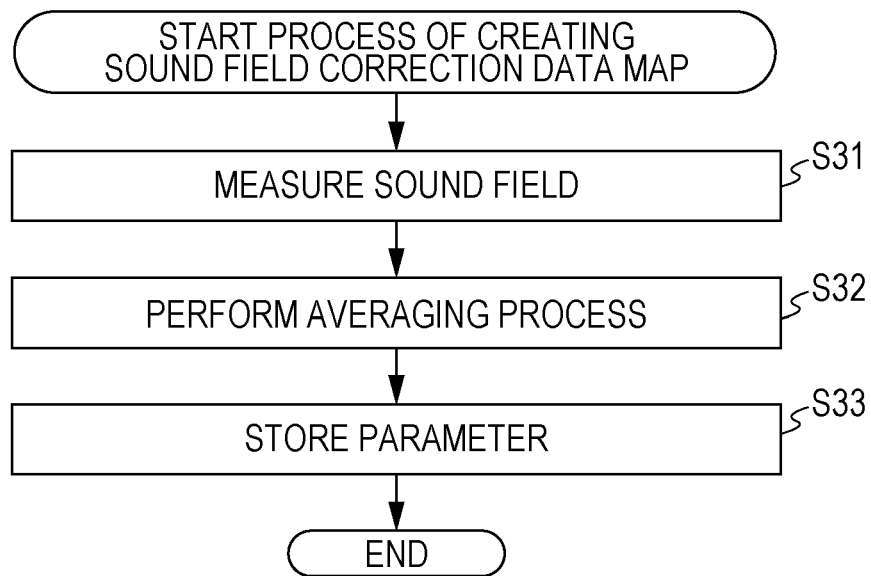 START PROCESS OF CREATING
SOUND FIELD CORRECTION DATA MAP
MEASURE SOUND FIELD
S31
PERFORM AVERAGING PROCESS
S32
STORE PARAMETER
S33
END